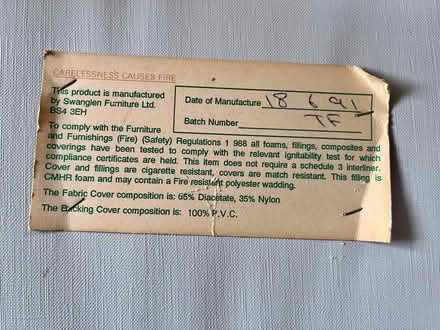 CARELESSNESS CAUSES FIRE
This product is manufactured
by Swanglen Furniture Ltd.
BS4 3EH
Date of Manufacture 18 6 91
Batch Number TF
To comply with the Furniture
and Furnishings (Fire) (Safety) Regulations 1988 all foams, fillings, composites and
coverings have been tested to comply with the relevant ignitability test for which
compliance certificates are held. This item does not require a schedule 3 interliner.
Cover and fillings are cigarette resistant, covers are match resistant. This filling is
CMHR foam and may contain a Fire resistant polyester wadding.
The Fabric Cover composition is: 65% Diacetate, 35% Nylon
The Backing Cover composition is: 100% P.V.C.